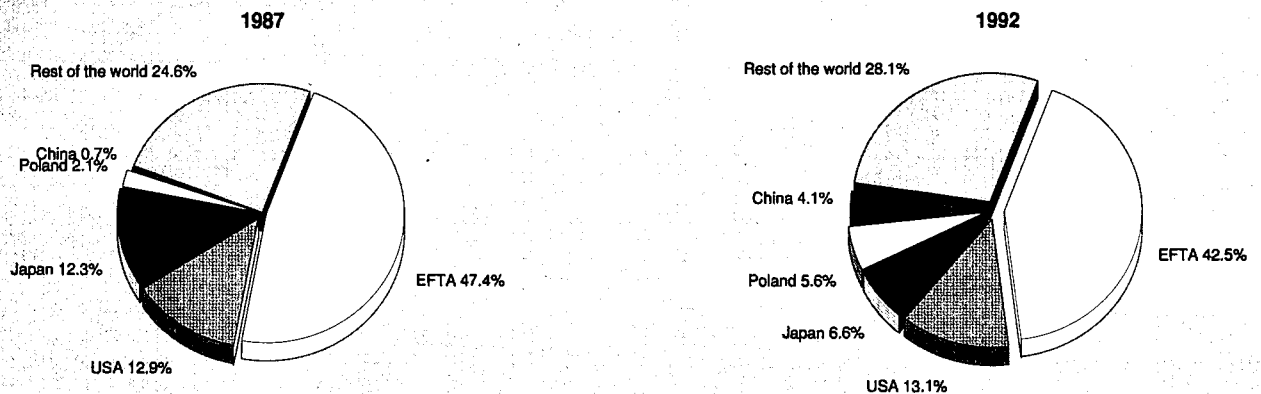 1987
Rest of the world 24.6%
China 0.7%
Poland 2.1%
Japan 12.3%
EFTA 47.4%
USA 12.9%
1992
Rest of the world 28.1%
China 4.1%
EFTA 42.5%
Poland 5.6%
Japan 6.6%
USA 13.1%